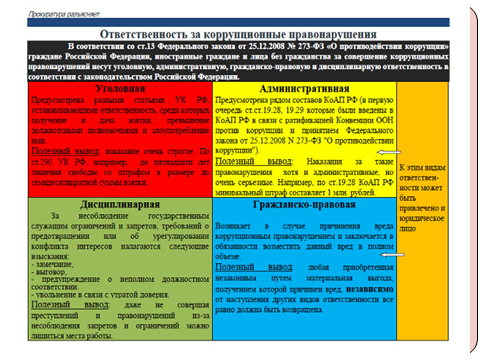 Прокуратура разъясняет
Ответственность за коррупционные правонарушения
В соответствии со ст.13 Федерального закона от 25.12.2008 № 273-ФЗ «О противодействии коррупции»
граждане Российской Федерации, иностранные граждане и лица без гражданства за совершение коррупционных
правонарушений несут уголовную, административную, гражданско-правовую и дисциплинарную ответственность в
соответствии с законодательством Российской Федерации.
Уголовная
Предусмотрена разными статьями УК РФ,
устанавливающими ответственность, среди которых
получение и дача взятки, превышение
должностными полномочиями и злоупотребление
ими.
Полезный вывод: наказание очень строгое. По
ст.290 УК РФ, например, до пятнадцати лет
лишения свободы со штрафом в размере до
семидесятикратной суммы взятки.
Административная
Предусмотрена рядом составов КоАП РФ (в первую
очередь ст.ст.19.28, 19.29 которые были введены в
КоАП РФ в связи с ратификацией Конвенции ООН
против коррупции и принятием Федерального
закона от 25.12.2008 N 273-ФЗ "О противодействии
коррупции").
Полезный вывод: Наказания за такие
правонарушения хотя и административные, но
очень серьезные. Например, по ст.19.28 КоАП РФ
минимальный штраф составляет 1 млн. рублей.
К этим видам
ответствен-
ности может
быть
привлечено и
юридическое
лицо
Дисциплинарная
За несоблюдение государственным
служащим ограничений и запретов, требований о
предотвращении или об урегулировании
конфликта интересов налагаются следующие
взыскания:
- замечание,
- выговор,
- предупреждение о неполном должностном
соответствии.
- увольнение в связи с утратой доверия.
Полезный вывод: даже не совершая
преступлений и правонарушений из-за
несоблюдения запретов и ограничений можно
лишиться места работы.
Гражданско-правовая
Возникает в случае причинения вреда
коррупционным правонарушением и заключается в
обязанности возместить данный вред в полном
объеме.
Полезный вывод: любая приобретенная
незаконным путем материальная выгода,
получением которой причинен вред, независимо
от наступления других видов ответственности все
равно должна быть возвращена.